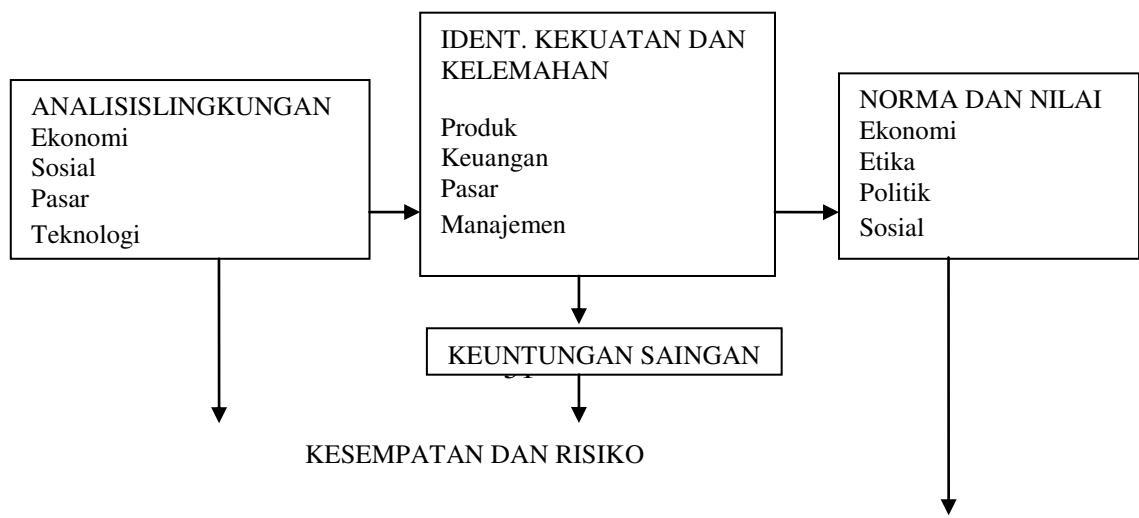 ANALISISLINGKUNGAN
Ekonomi
Sosial
Pasar
Teknologi
IDENT. KEKUATAN DAN
KELEMAHAN
Produk
Keuangan
Pasar
Manajemen
NORMA DAN NILAI
Ekonomi
Etika
Politik
Sosial
KEUNTUNGAN SAINGAN
KESEMPATAN DAN RISIKO